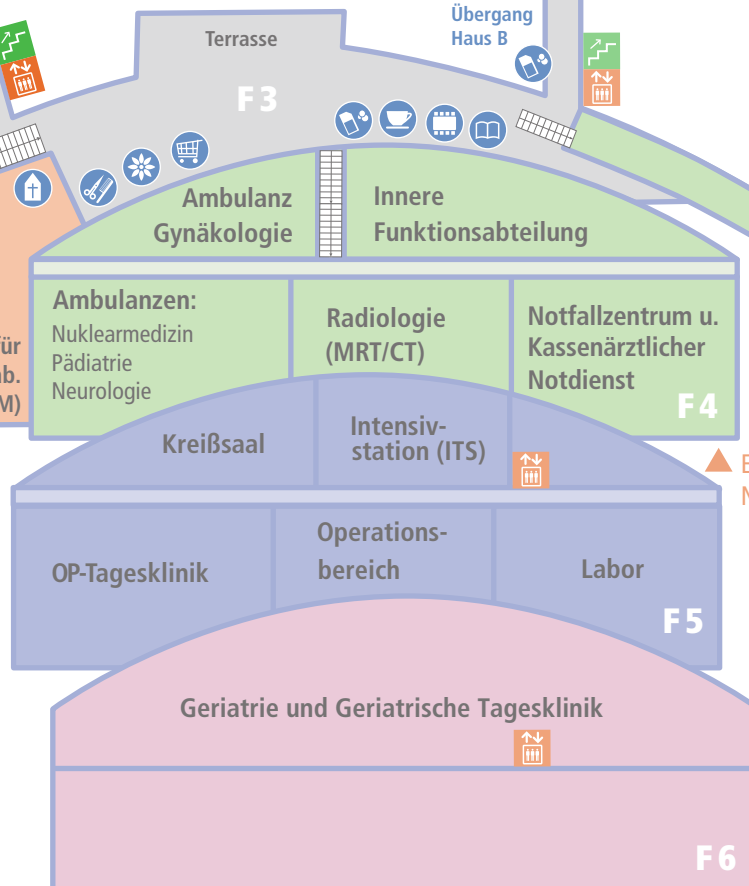 Übergang
Haus B
Terrasse
F3
Ambulanz
Gynäkologie
Innere
Funktionsabteilung
Ambulanzen:
Nuklearmedizin
Pädiatrie
Neurologie
Radiologie
(MRT/CT)
Notfallzentrum u.
Kassenärztlicher
Notdienst
F4
für
M)
Kreißsaal
Intensiv-
station (ITS)
OP-Tagesklinik
Operations-
bereich
Labor
F5
Geriatrie und Geriatrische Tagesklinik
F6